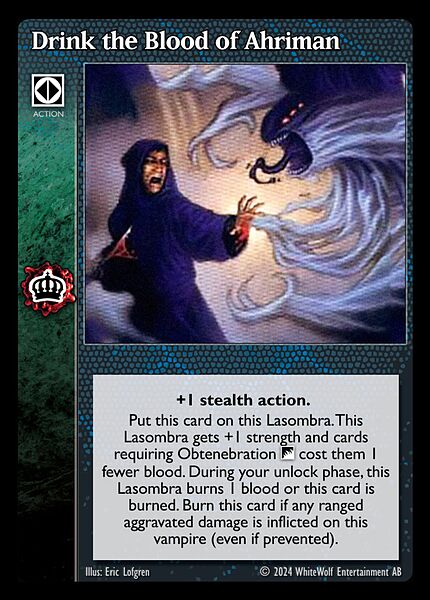 Drink the Blood of Ahriman
ACTION
+1 stealth action.
Put this card on this Lasombra. This
Lasombra gets +1 strength and cards
requiring Obtenebration cost them 1
fewer blood. During your unlock phase, this
Lasombra burns 1 blood or this card is
burned. Burn this card if any ranged
aggravated damage is inflicted on this
vampire (even if prevented).
Illus: Eric Lofgren © 2024 WhiteWolf Entertainment AB